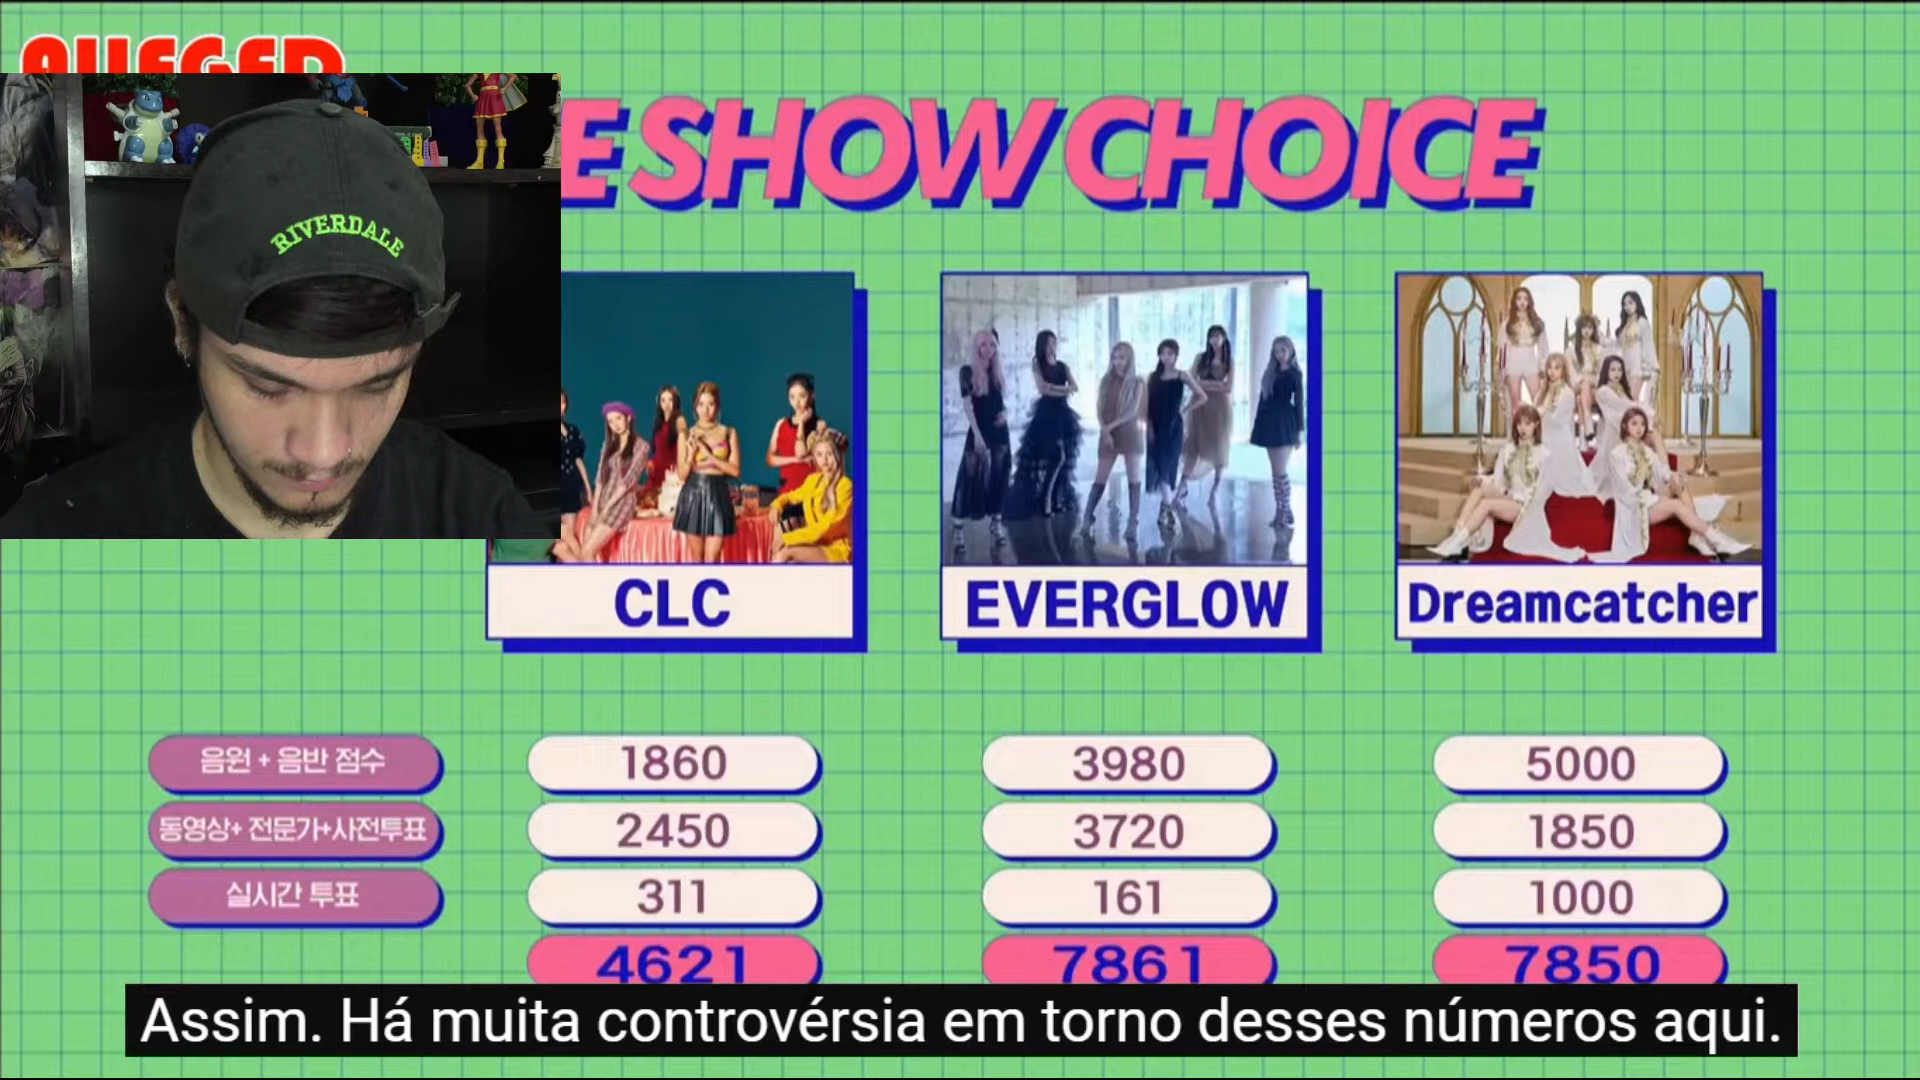 ALLEGED
E SHOW CHOICE
RIVERDALE
CLC
EVERGLOW
Dreamcatcher
음원 + 음반 점수
1860
3980
5000
동영상+ 전문가+사전투표
2450
3720
1850
실시간 투표
311
161
1000
4621
7861
7850
Assim. Há muita controvérsia em torno desses números aqui.